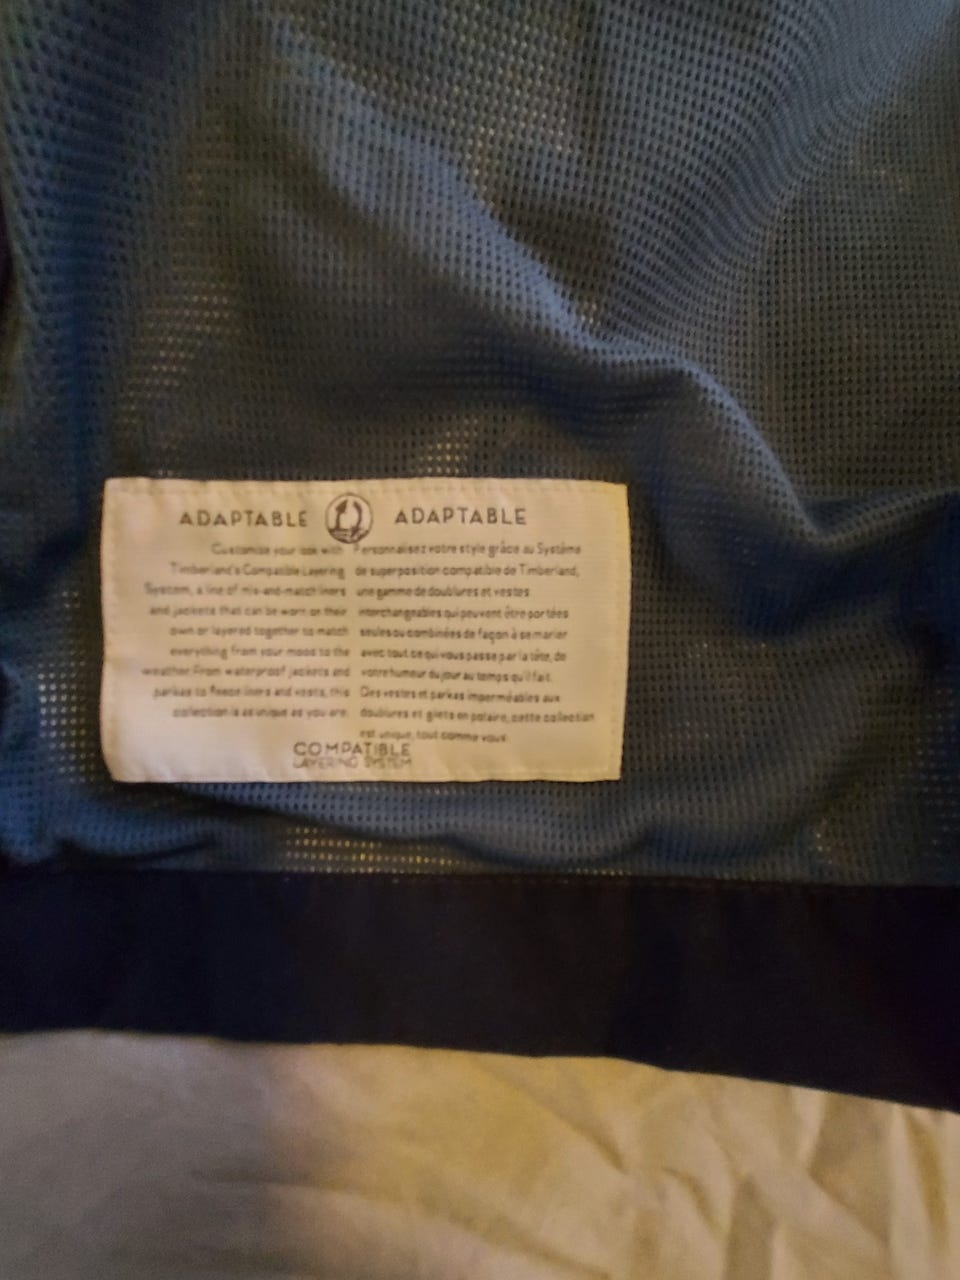 ADAPTABLE ADAPTABLE
Customise your look with
Timberland's Compatible Layering
System, a line of mix-and-match liners
and jackets that can be worn on their
own or layered together to match
everything from your mood to the
weather. From waterproof jackets and
parkas to fleece liners and vests, this
collection is as unique as you are.
Personnalisez votre style grâce au Système
de superposition compatible de Timberland,
une gamme de doublures et vestes
interchangeables qui peuvent être portées
seules ou combinées de façon à se marier
avec tout ce qui vous passe par la tête, de
votre humeur du jour au temps qu'il fait.
Des vestes et parkas imperméables aux
doublures et gilets en polaire, cette collection
est unique, tout comme vous.
COMPATIBLE
LAYERING SYSTEM